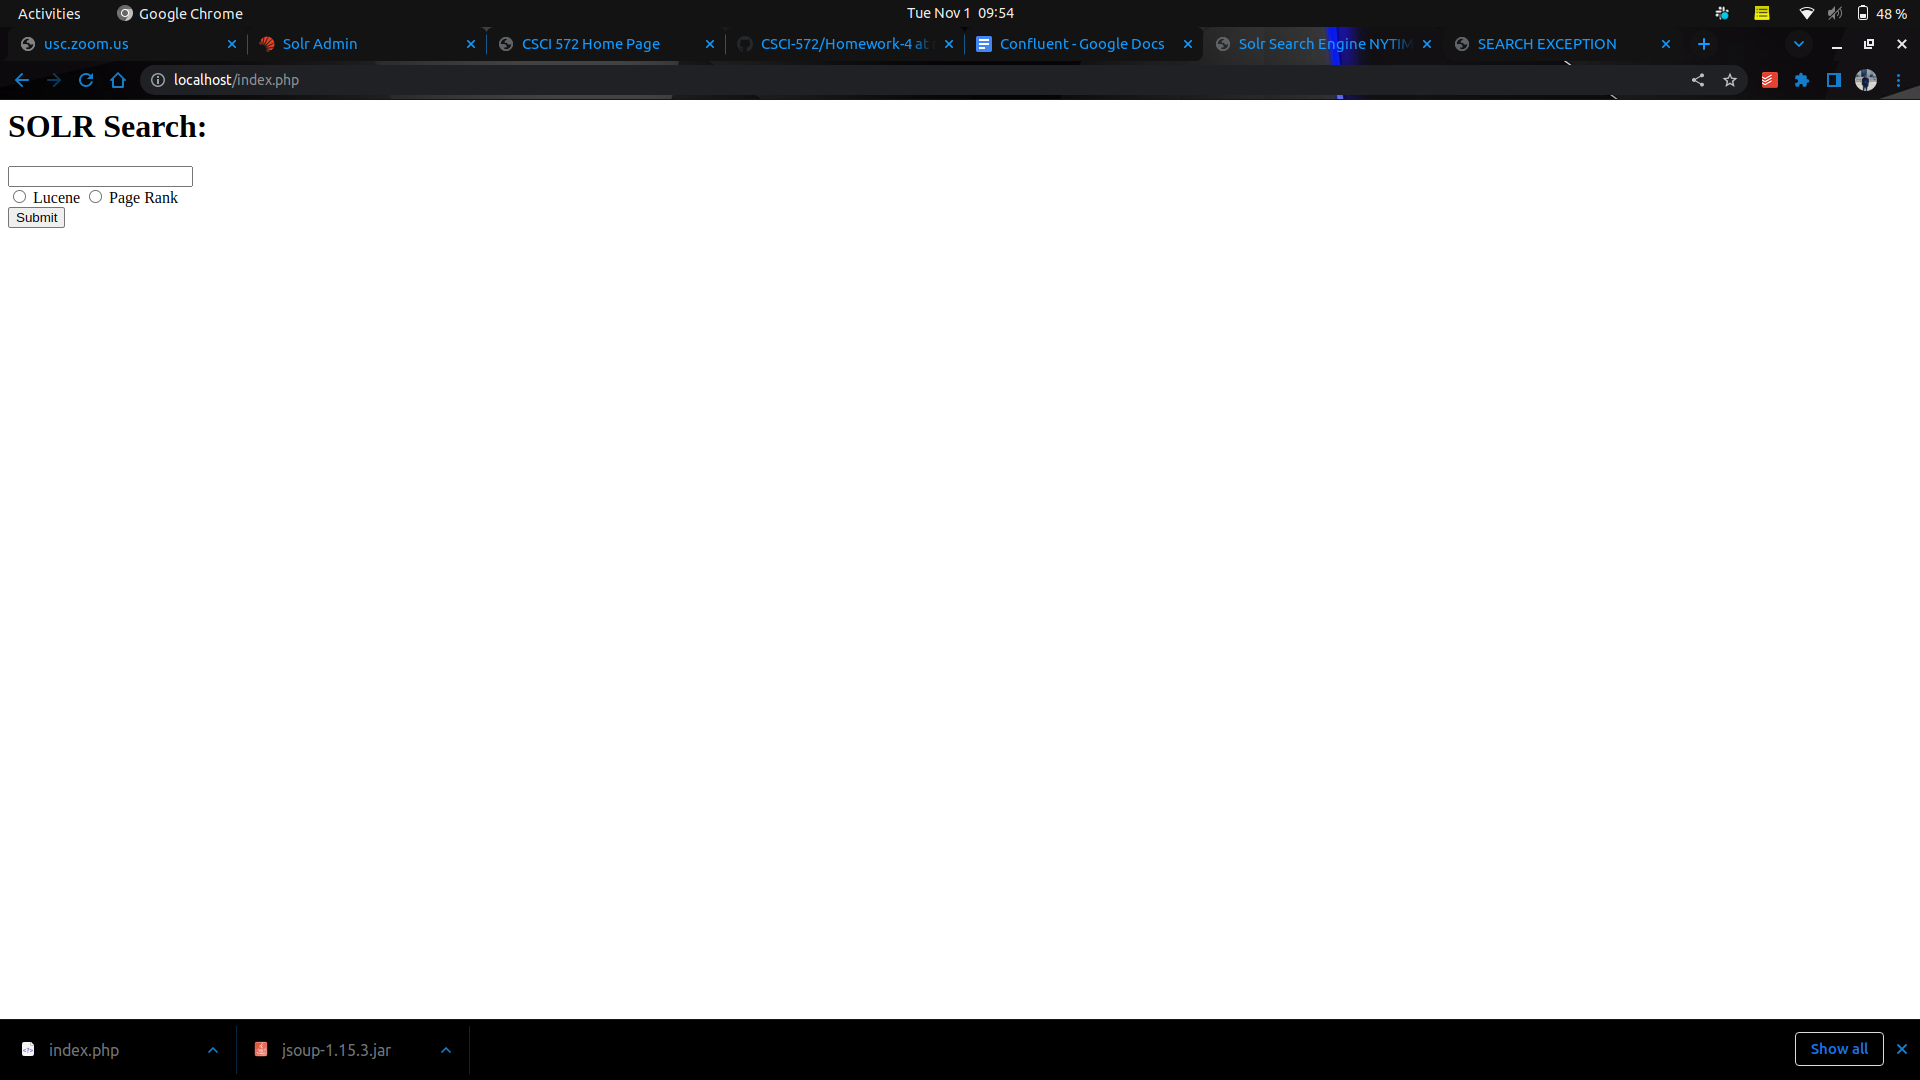 Activities
Google Chrome
Tue Nov 1 09:54
48 %
usc.zoom.us
Solr Admin
CSCI 572 Home Page
CSCI-572/Homework-4 at
Confluent - Google Docs
Solr Search Engine NYTIM
SEARCH EXCEPTION
localhost/index.php
SOLR Search:
Lucene
Page Rank
Submit
index.php
jsoup-1.15.3.jar
Show all